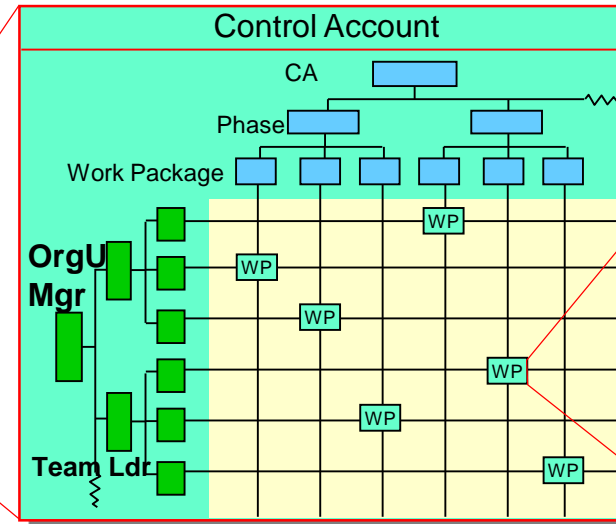 Control Account
CA
Phase
Work Package
WP
OrgU
Mgr
WP
WP
WP
WP
Team Ldr
WP